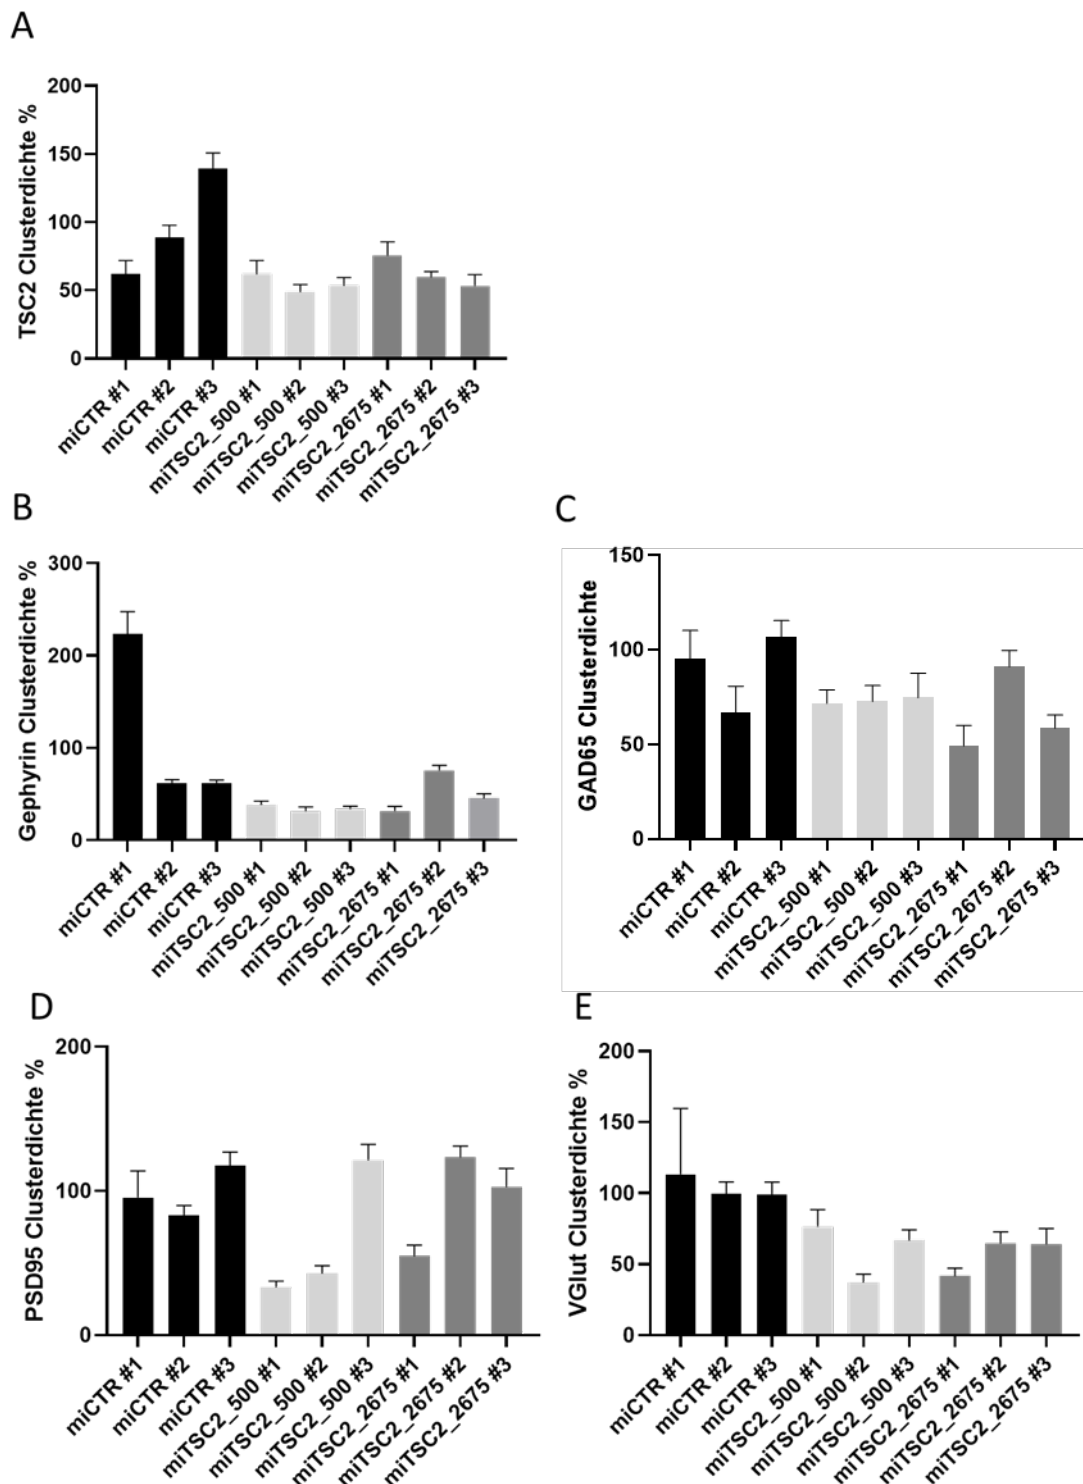 A
TSC2 Clusterdichte %
200
150
100
50
0
miCTR #1
miCTR #2
miCTR #3
miTSC2_500 #1
miTSC2_500 #2
miTSC2_500 #3
miTSC2_2675 #1
miTSC2_2675 #2
miTSC2_2675 #3
B
Gephyrin Clusterdichte %
300
200
100
0
miCTR #1
miCTR #2
miCTR #3
miTSC2_500 #1
miTSC2_500 #2
miTSC2_500 #3
miTSC2_2675 #1
miTSC2_2675 #2
miTSC2_2675 #3
C
GAD65 Clusterdichte
150
100
50
0
miCTR #1
miCTR #2
miCTR #3
miTSC2_500 #1
miTSC2_500 #2
miTSC2_500 #3
miTSC2_2675 #1
miTSC2_2675 #2
miTSC2_2675 #3
D
PSD95 Clusterdichte %
200
100
0
miCTR #1
miCTR #2
miCTR #3
miTSC2_500 #1
miTSC2_500 #2
miTSC2_500 #3
miTSC2_2675 #1
miTSC2_2675 #2
miTSC2_2675 #3
E
VGlut Clusterdichte %
200
150
100
50
0
miCTR #1
miCTR #2
miCTR #3
miTSC2_500 #1
miTSC2_500 #2
miTSC2_500 #3
miTSC2_2675 #1
miTSC2_2675 #2
miTSC2_2675 #3